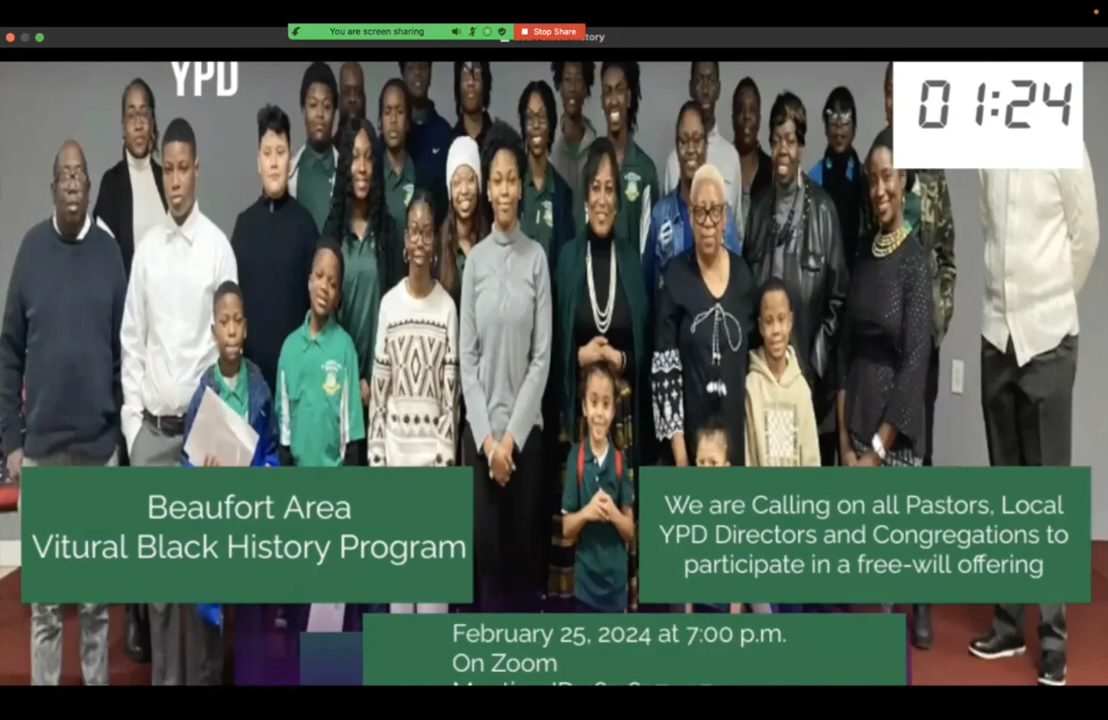 You are screen sharing
Stop Share
YPD
01:24
Beaufort Area
Vitural Black History Program
We are Calling on all Pastors, Local
YPD Directors and Congregations to
participate in a free-will offering
February 25, 2024 at 7:00 p.m.
On Zoom